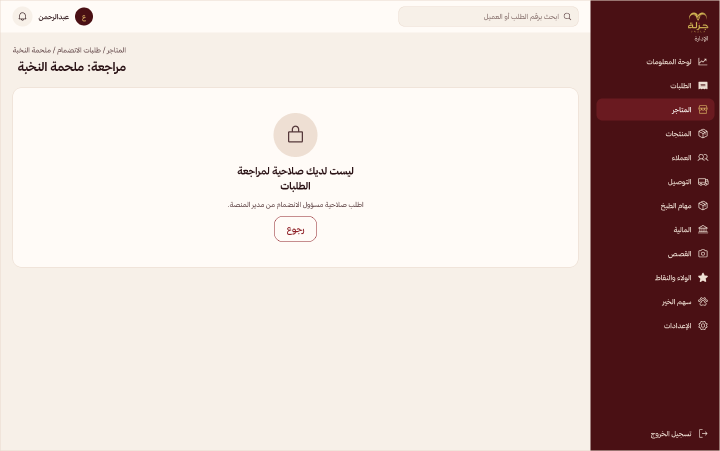 جزلة
الإدارة
لوحة المعلومات
الطلبات
المتاجر
المنتجات
العملاء
التوصيل
مهام الطبخ
المالية
القصص
الولاء والنقاط
سهم الخير
الإعدادات
تسجيل الخروج
ابحث برقم الطلب أو العميل
ع
عبدالرحمن
المتاجر / طلبات الانضمام / ملحمة النخبة
مراجعة: ملحمة النخبة
ليست لديك صلاحية لمراجعة
الطلبات
اطلب صلاحية مسؤول الانضمام من مدير المنصة.
رجوع